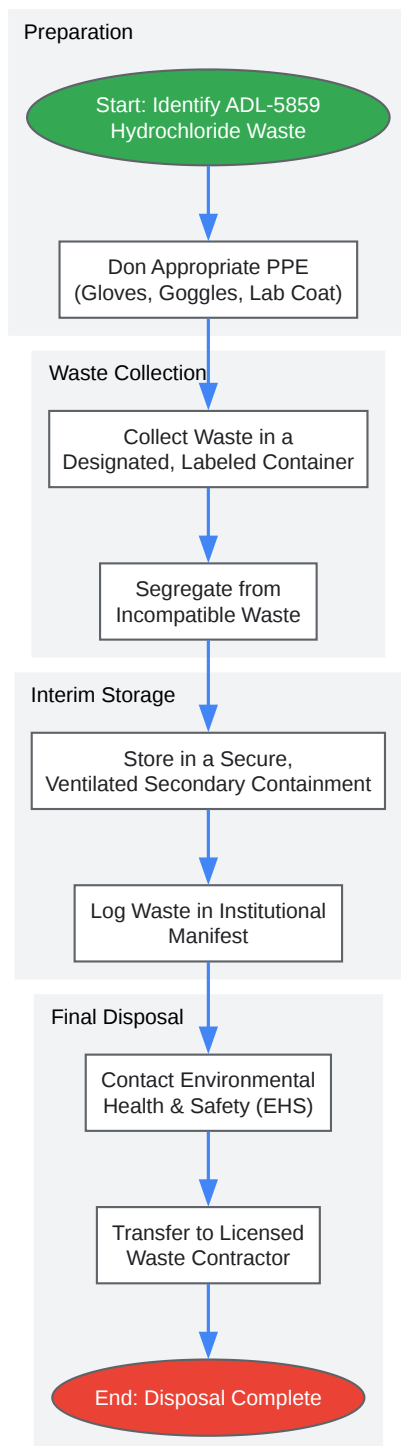 Preparation
Start: Identify ADL-5859
Hydrochloride Waste
Don Appropriate PPE
(Gloves, Goggles, Lab Coat)
Waste Collection
Collect Waste in a
Designated, Labeled Container
Segregate from
Incompatible Waste
Interim Storage
Store in a Secure,
Ventilated Secondary Containment
Log Waste in Institutional
Manifest
Final Disposal
Contact Environmental
Health & Safety (EHS)
Transfer to Licensed
Waste Contractor
End: Disposal Complete